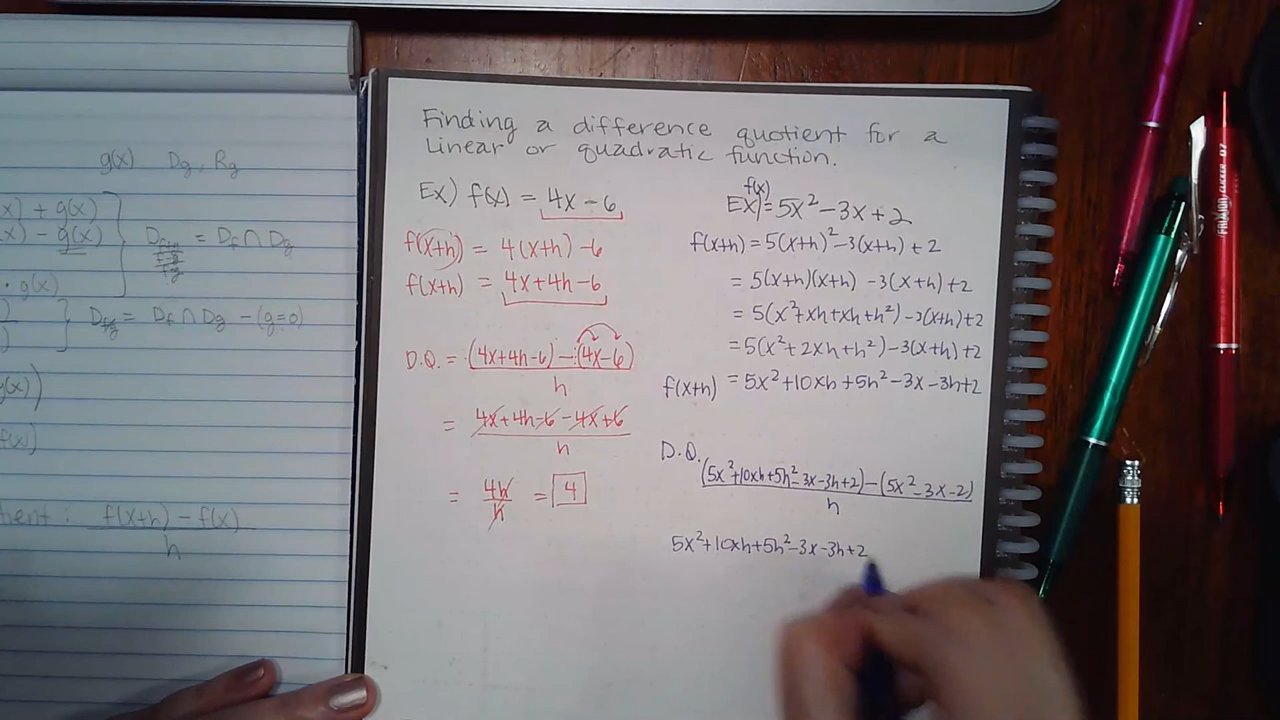 g(x) Dg, Rg
x) + g(x)
x) - g(x)
= Df ∩ Dg
· g(x)
= Df ∩ Dg - (g=0)
g(x))
f(x)
ient : f(x+h) - f(x)
h
Finding a difference quotient for a
Linear or quadratic function.
Ex) f(x) = 4x - 6
f(x+h) = 4(x+h) - 6
f(x+h) = 4x+4h-6
D.Q. = (4x+4h-6) - (4x-6)
h
= 4x+4h-6-4x+6
h
= 4h/h = 4
f(x)
Ex) = 5x² - 3x + 2
f(x+h) = 5(x+h)² - 3(x+h) + 2
= 5(x+h)(x+h) - 3(x+h)+2
= 5(x²+xh+xh+h²) - 3(x+h)+2
= 5(x²+2xh+h²) - 3(x+h)+2
f(x+h) = 5x²+10xh+5h²-3x-3h+2
D.Q.
(5x²+10xh+5h²-3x-3h+2) - (5x²-3x-2)
h
5x²+10xh+5h²-3x-3h+2